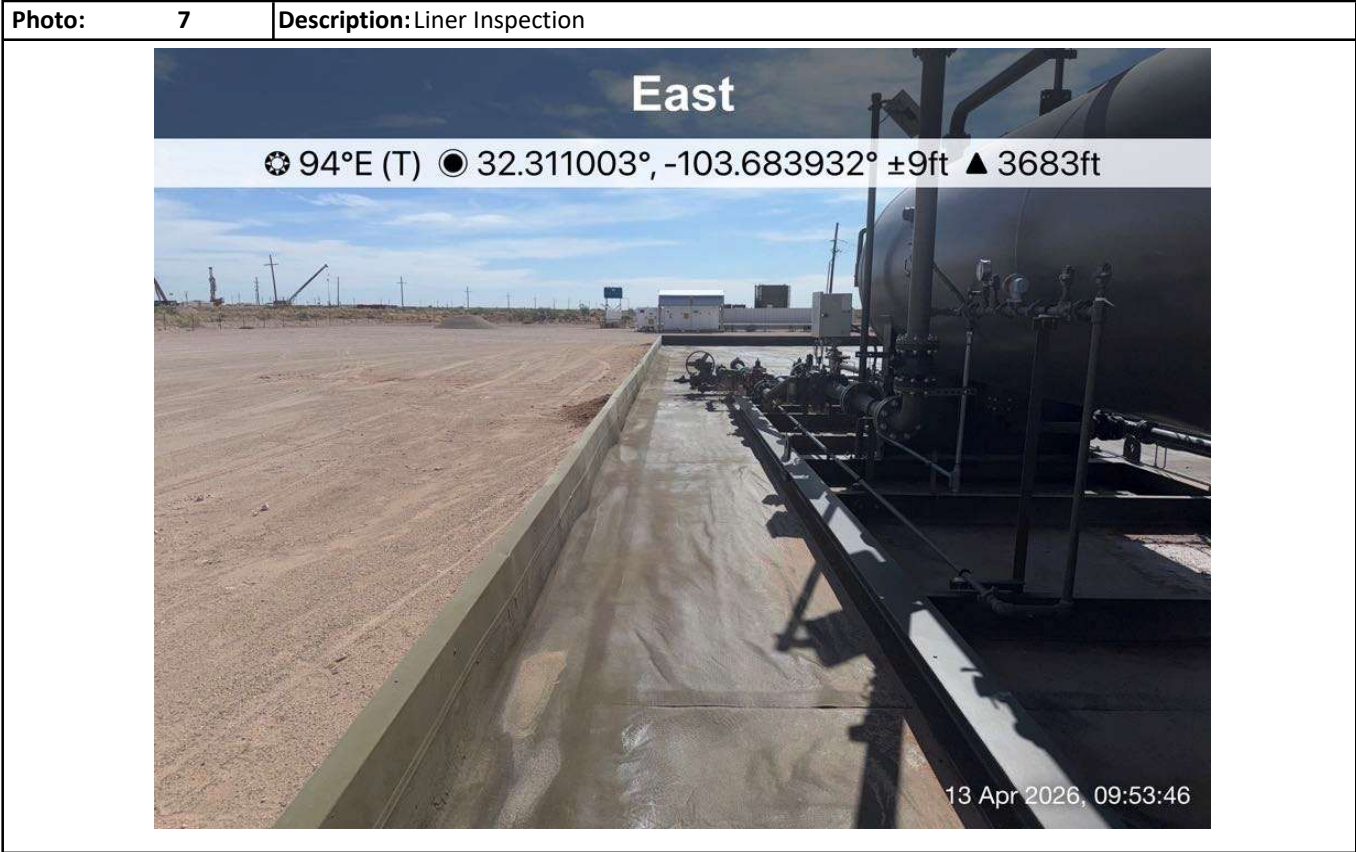 Photo: 7 Description: Liner Inspection
East
94°E (T) 32.311003°, -103.683932° ±9ft ▲ 3683ft
13 Apr 2026, 09:53:46